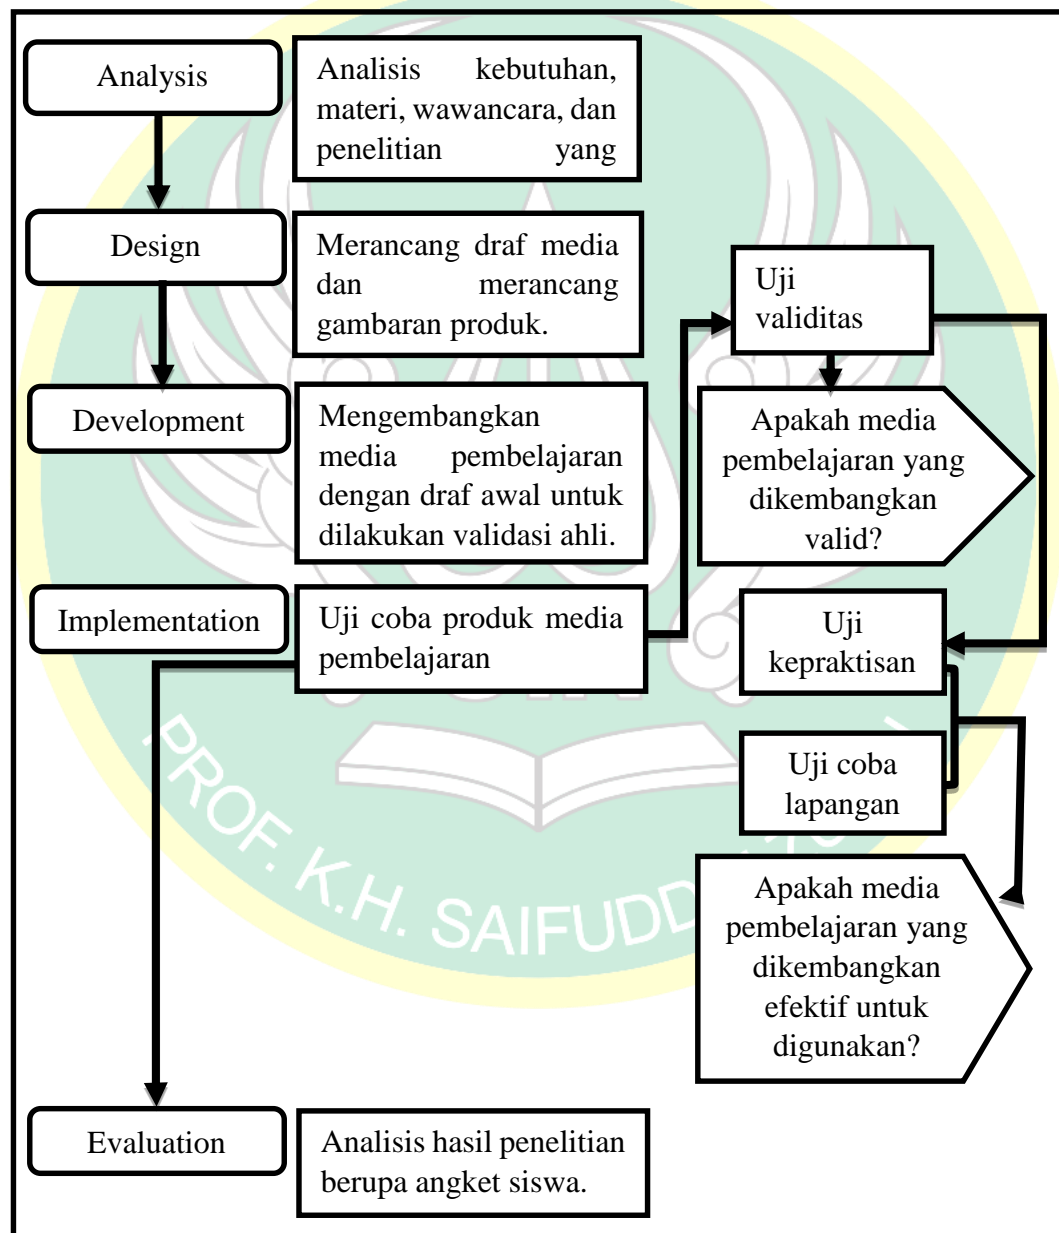 Analysis
Analisis kebutuhan,
materi, wawancara, dan
penelitian yang
Design
Merancang draf media
dan merancang
gambaran produk.
Development
Mengembangkan
media pembelajaran
dengan draf awal untuk
dilakukan validasi ahli.
Implementation
Uji coba produk media
pembelajaran
Uji
validitas
Apakah media
pembelajaran yang
dikembangkan
valid?
Uji
kepraktisan
Uji coba
lapangan
Apakah media
pembelajaran yang
dikembangkan
efektif untuk
digunakan?
Evaluation
Analisis hasil penelitian
berupa angket siswa.
PROF. K.H.